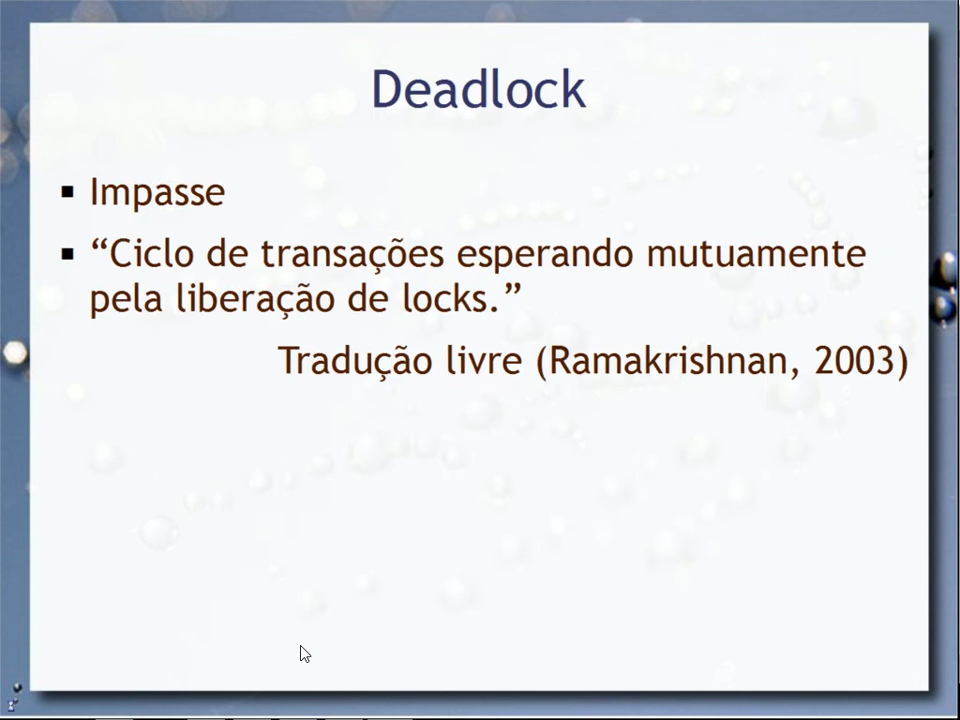 Deadlock
▪ Impasse
▪ “Ciclo de transações esperando mutuamente
pela liberação de locks.”
Tradução livre (Ramakrishnan, 2003)